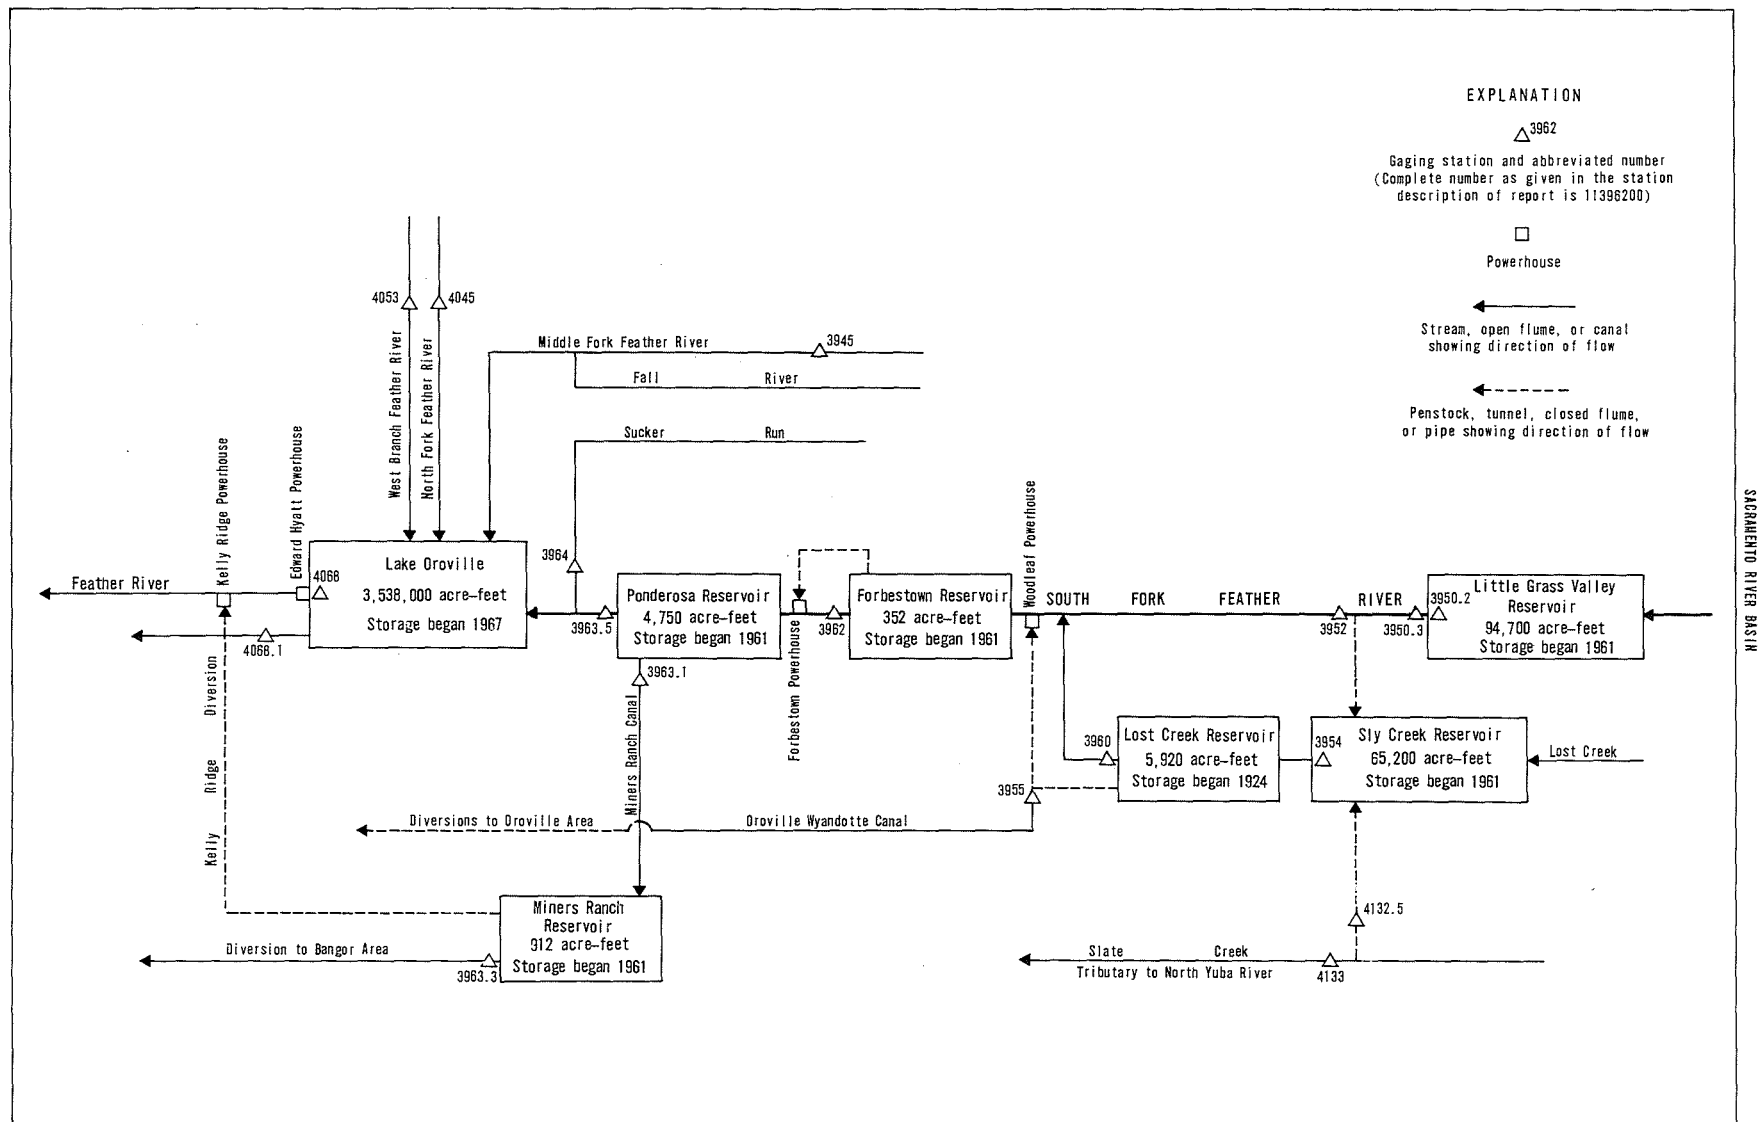 EXPLANATION
3962
Gaging station and abbreviated number
(Complete number as given in the station
description of report is 11396200)
Powerhouse
Stream, open flume, or canal
showing direction of flow
Penstock, tunnel, closed flume,
or pipe showing direction of flow
SACRAMENTO RIVER BASIN
4053
4045
West Branch Feather River
North Fork Feather River
Middle Fork Feather River
3945
Fall River
Sucker Run
Kelly Ridge Powerhouse
Edward Hyatt Powerhouse
Feather River
4068
Lake Oroville
3,538,000 acre-feet
Storage began 1967
4068.1
3964
3963.5
Ponderosa Reservoir
4,750 acre-feet
Storage began 1961
Forbestown Powerhouse
3962
Forbestown Reservoir
352 acre-feet
Storage began 1961
Woodleaf Powerhouse
SOUTH FORK FEATHER RIVER
3952
3950.3
3950.2
Little Grass Valley
Reservoir
94,700 acre-feet
Storage began 1961
3963.1
Miners Ranch Canal
Kelly Ridge Diversion
3955
3960
Lost Creek Reservoir
5,920 acre-feet
Storage began 1924
3954
Sly Creek Reservoir
65,200 acre-feet
Storage began 1961
Lost Creek
Diversions to Oroville Area
Oroville Wyandotte Canal
Miners Ranch
Reservoir
912 acre-feet
Storage began 1961
Diversion to Bangor Area
3963.3
4132.5
Slate Creek
Tributary to North Yuba River
4133